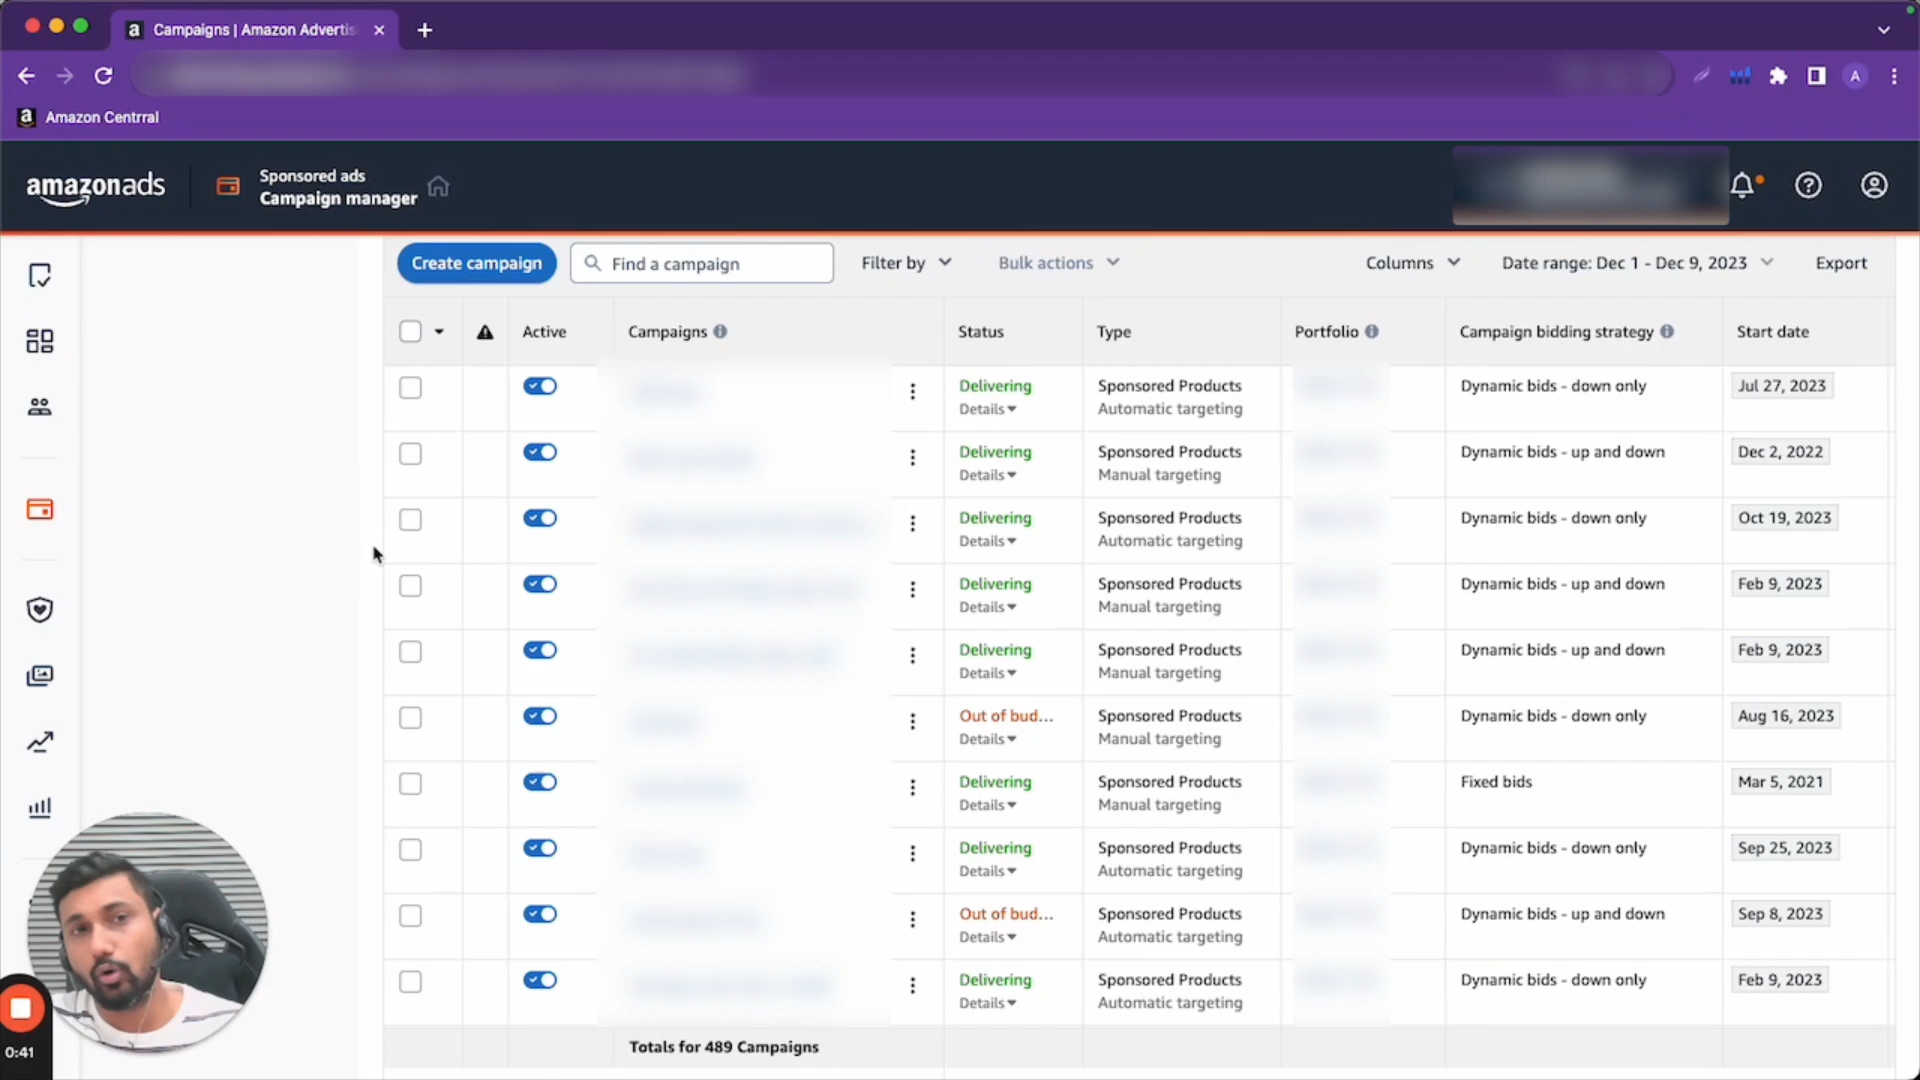 Campaigns | Amazon Advertis
A
Amazon Centrral
amazonads
Sponsored ads
Campaign manager
Create campaign
Find a campaign
Filter by
Bulk actions
Columns
Date range: Dec 1 - Dec 9, 2023
Export
Active
Campaigns
Status
Type
Portfolio
Campaign bidding strategy
Start date
Delivering
Details
Sponsored Products
Automatic targeting
Dynamic bids - down only
Jul 27, 2023
Delivering
Details
Sponsored Products
Manual targeting
Dynamic bids - up and down
Dec 2, 2022
Delivering
Details
Sponsored Products
Automatic targeting
Dynamic bids - down only
Oct 19, 2023
Delivering
Details
Sponsored Products
Manual targeting
Dynamic bids - up and down
Feb 9, 2023
Delivering
Details
Sponsored Products
Manual targeting
Dynamic bids - up and down
Feb 9, 2023
Out of bud...
Details
Sponsored Products
Manual targeting
Dynamic bids - down only
Aug 16, 2023
Delivering
Details
Sponsored Products
Manual targeting
Fixed bids
Mar 5, 2021
Delivering
Details
Sponsored Products
Automatic targeting
Dynamic bids - down only
Sep 25, 2023
Out of bud...
Details
Sponsored Products
Automatic targeting
Dynamic bids - up and down
Sep 8, 2023
Delivering
Details
Sponsored Products
Automatic targeting
Dynamic bids - down only
Feb 9, 2023
Totals for 489 Campaigns
0:41